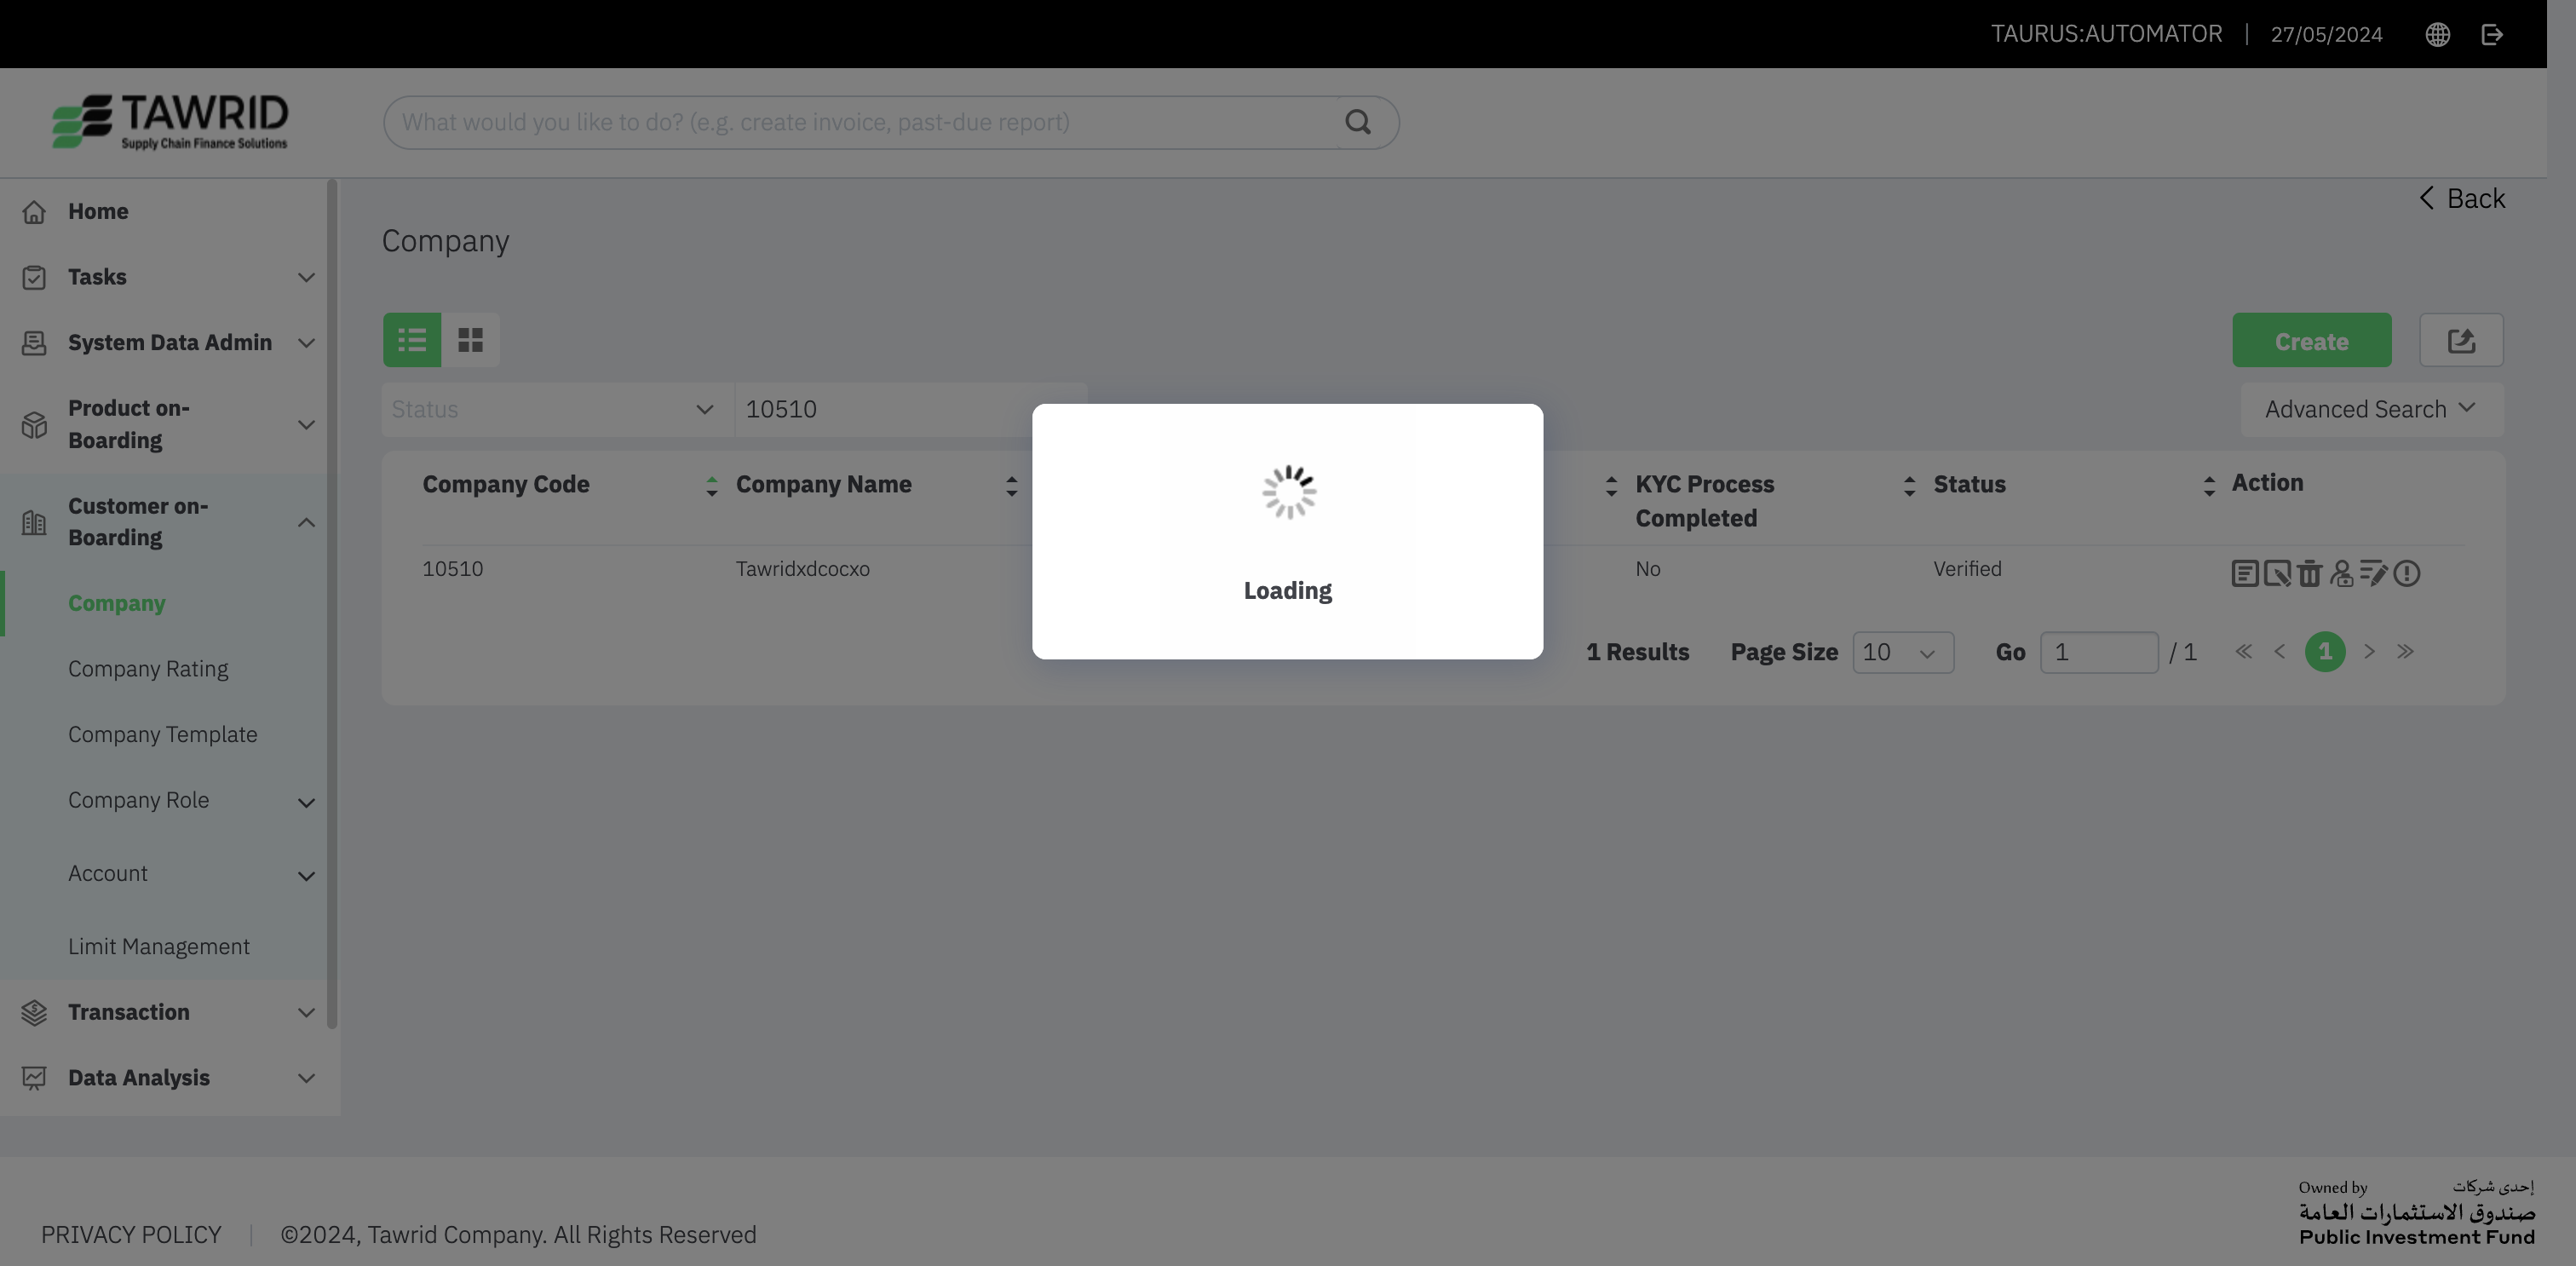 TAURUS:AUTOMATOR | 27/05/2024
TAWRID
Supply Chain Finance Solutions
What would you like to do? (e.g. create invoice, past-due report)
Back
Home
Tasks
System Data Admin
Product on-
Boarding
Customer on-
Boarding
Company
Company Rating
Company Template
Company Role
Account
Limit Management
Transaction
Data Analysis
Company
Create
Status
10510
Advanced Search
Company Code
Company Name
KYC Process
Completed
Status
Action
10510
Tawridxdcocxo
No
Verified
Loading
1 Results
Page Size 10
Go 1 / 1
« < 1 > »
PRIVACY POLICY | ©2024, Tawrid Company. All Rights Reserved
Owned by
إحدى شركات
صندوق الاستثمارات العامة
Public Investment Fund